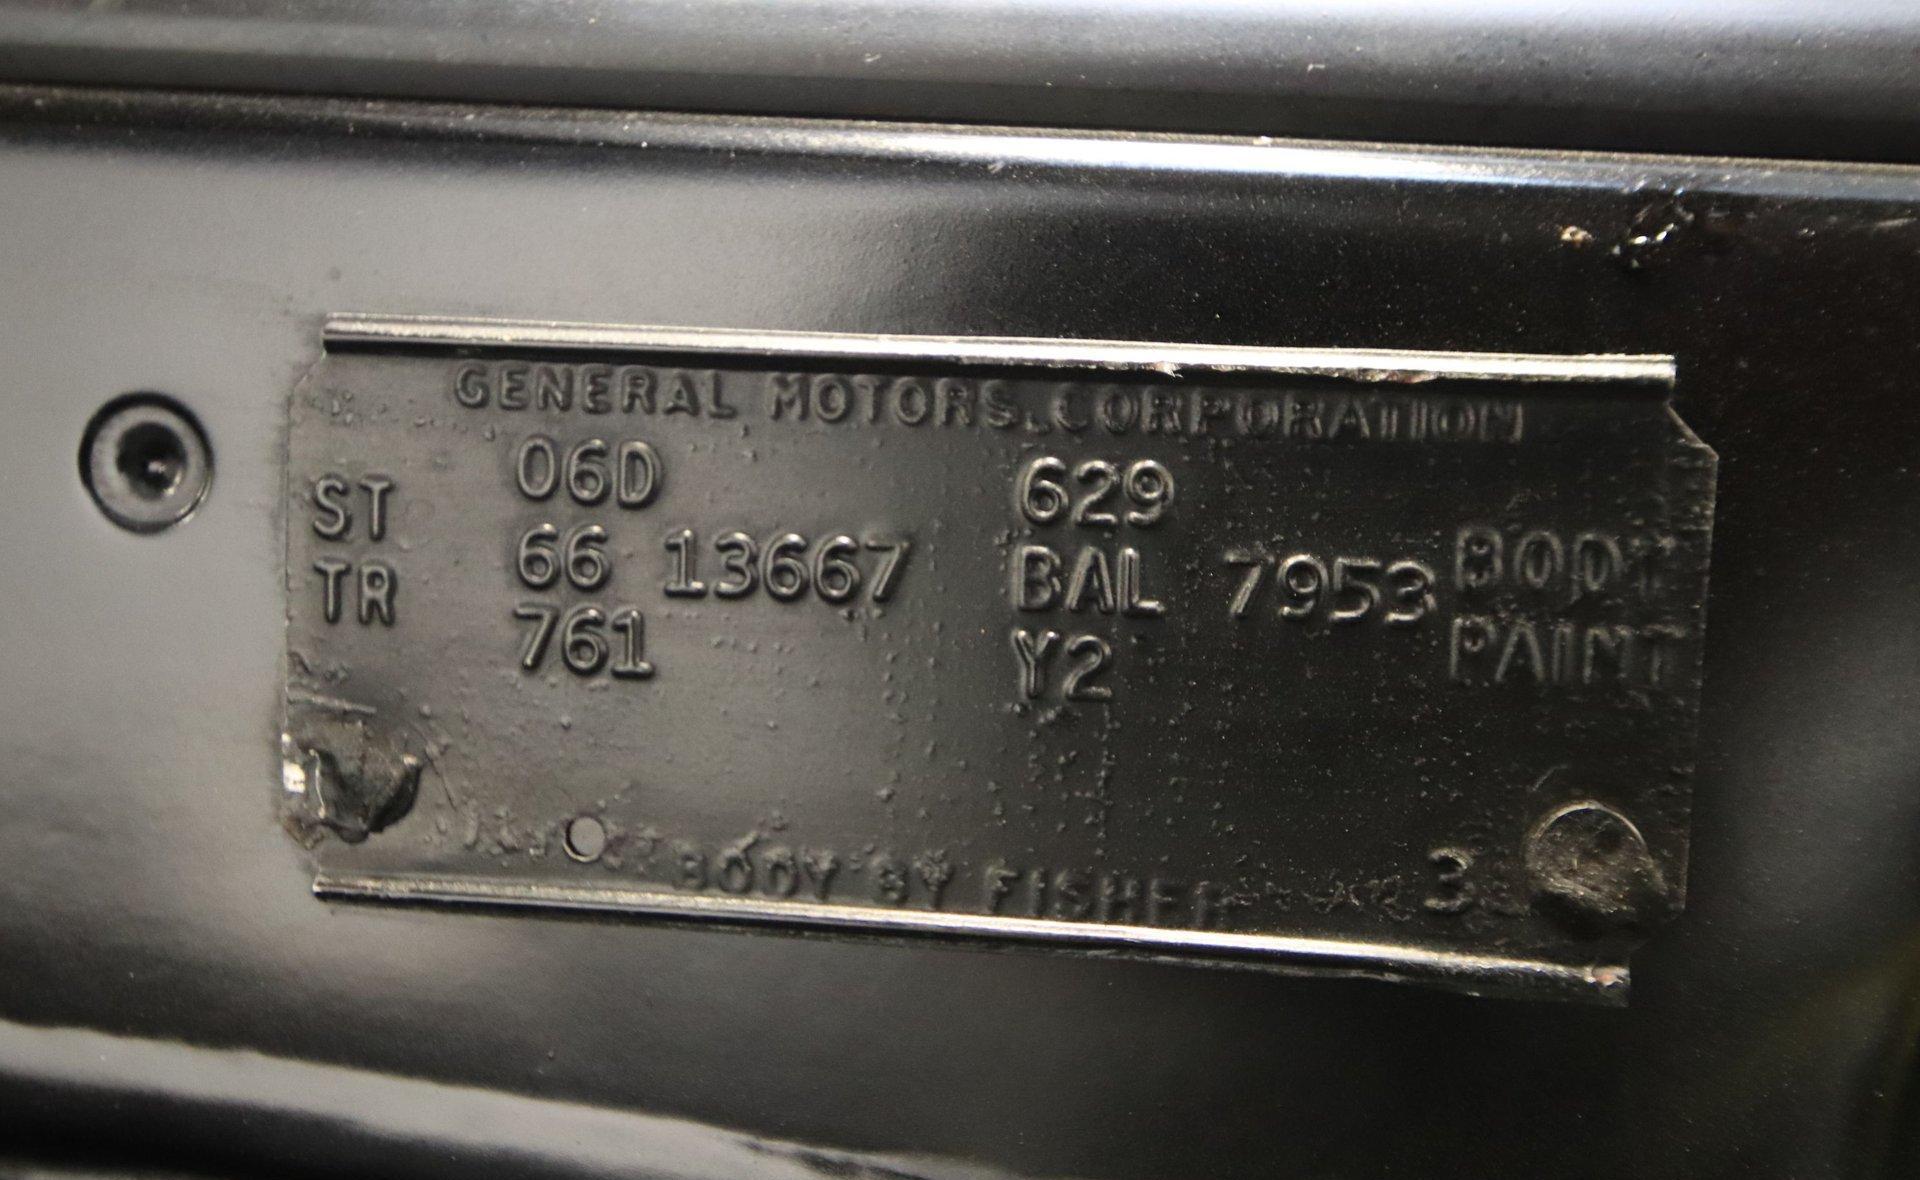 GENERAL MOTORS CORPORATION
06D 629
ST 66 13667 BAL 7953 BODY
TR 761 Y2 PAINT
BODY BY FISHER
3